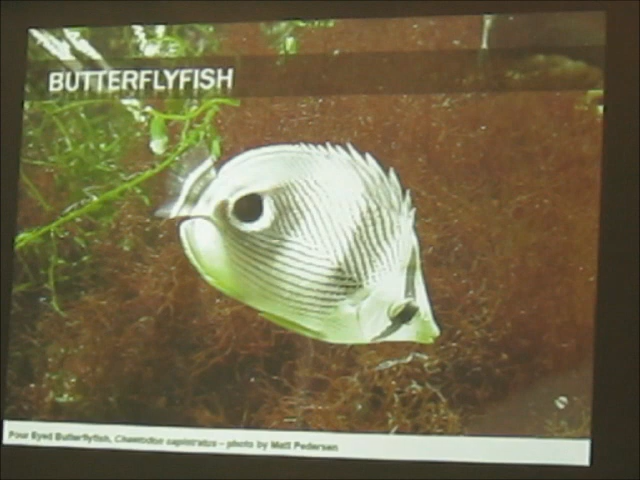 BUTTERFLYFISH
Four Eyed Butterflyfish, Chaetodon capistratus – photo by Matt Pedersen